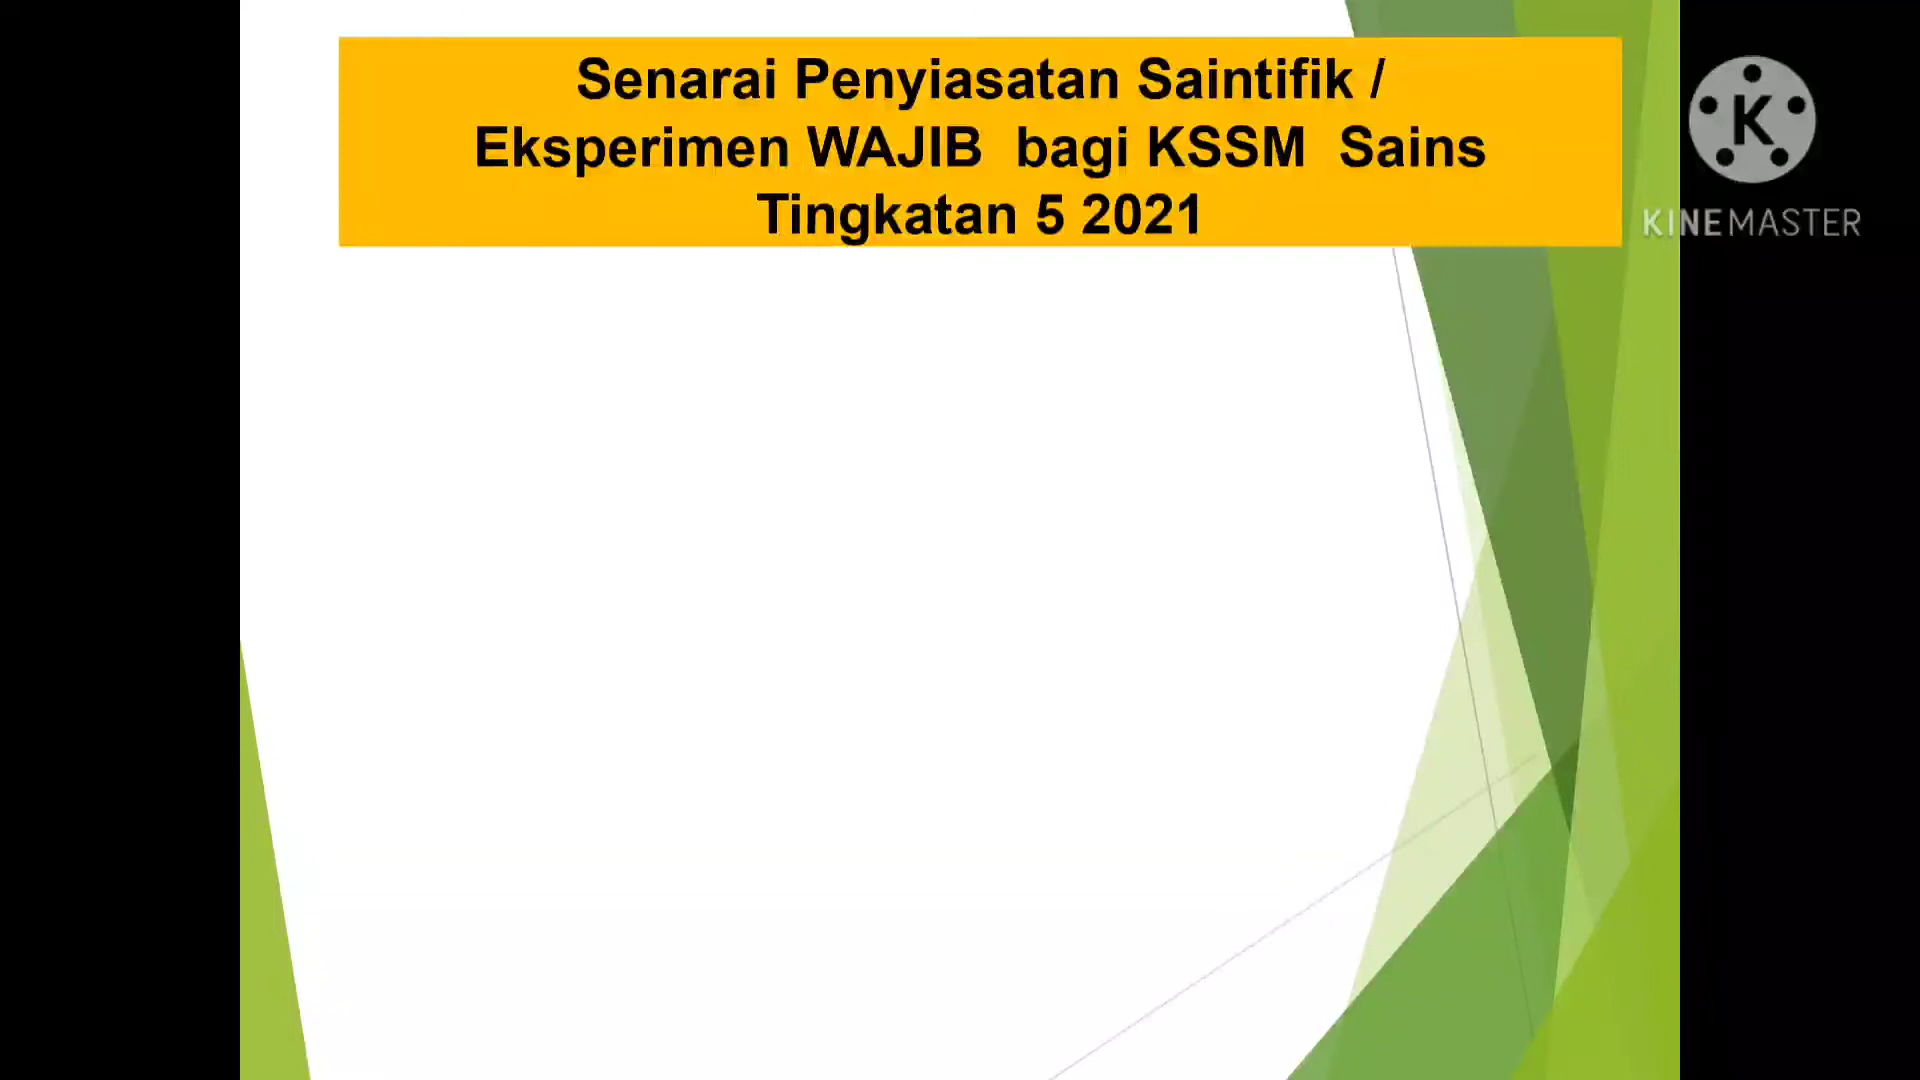 Senarai Penyiasatan Saintifik /
Eksperimen WAJIB bagi KSSM Sains
Tingkatan 5 2021
K
KINEMASTER